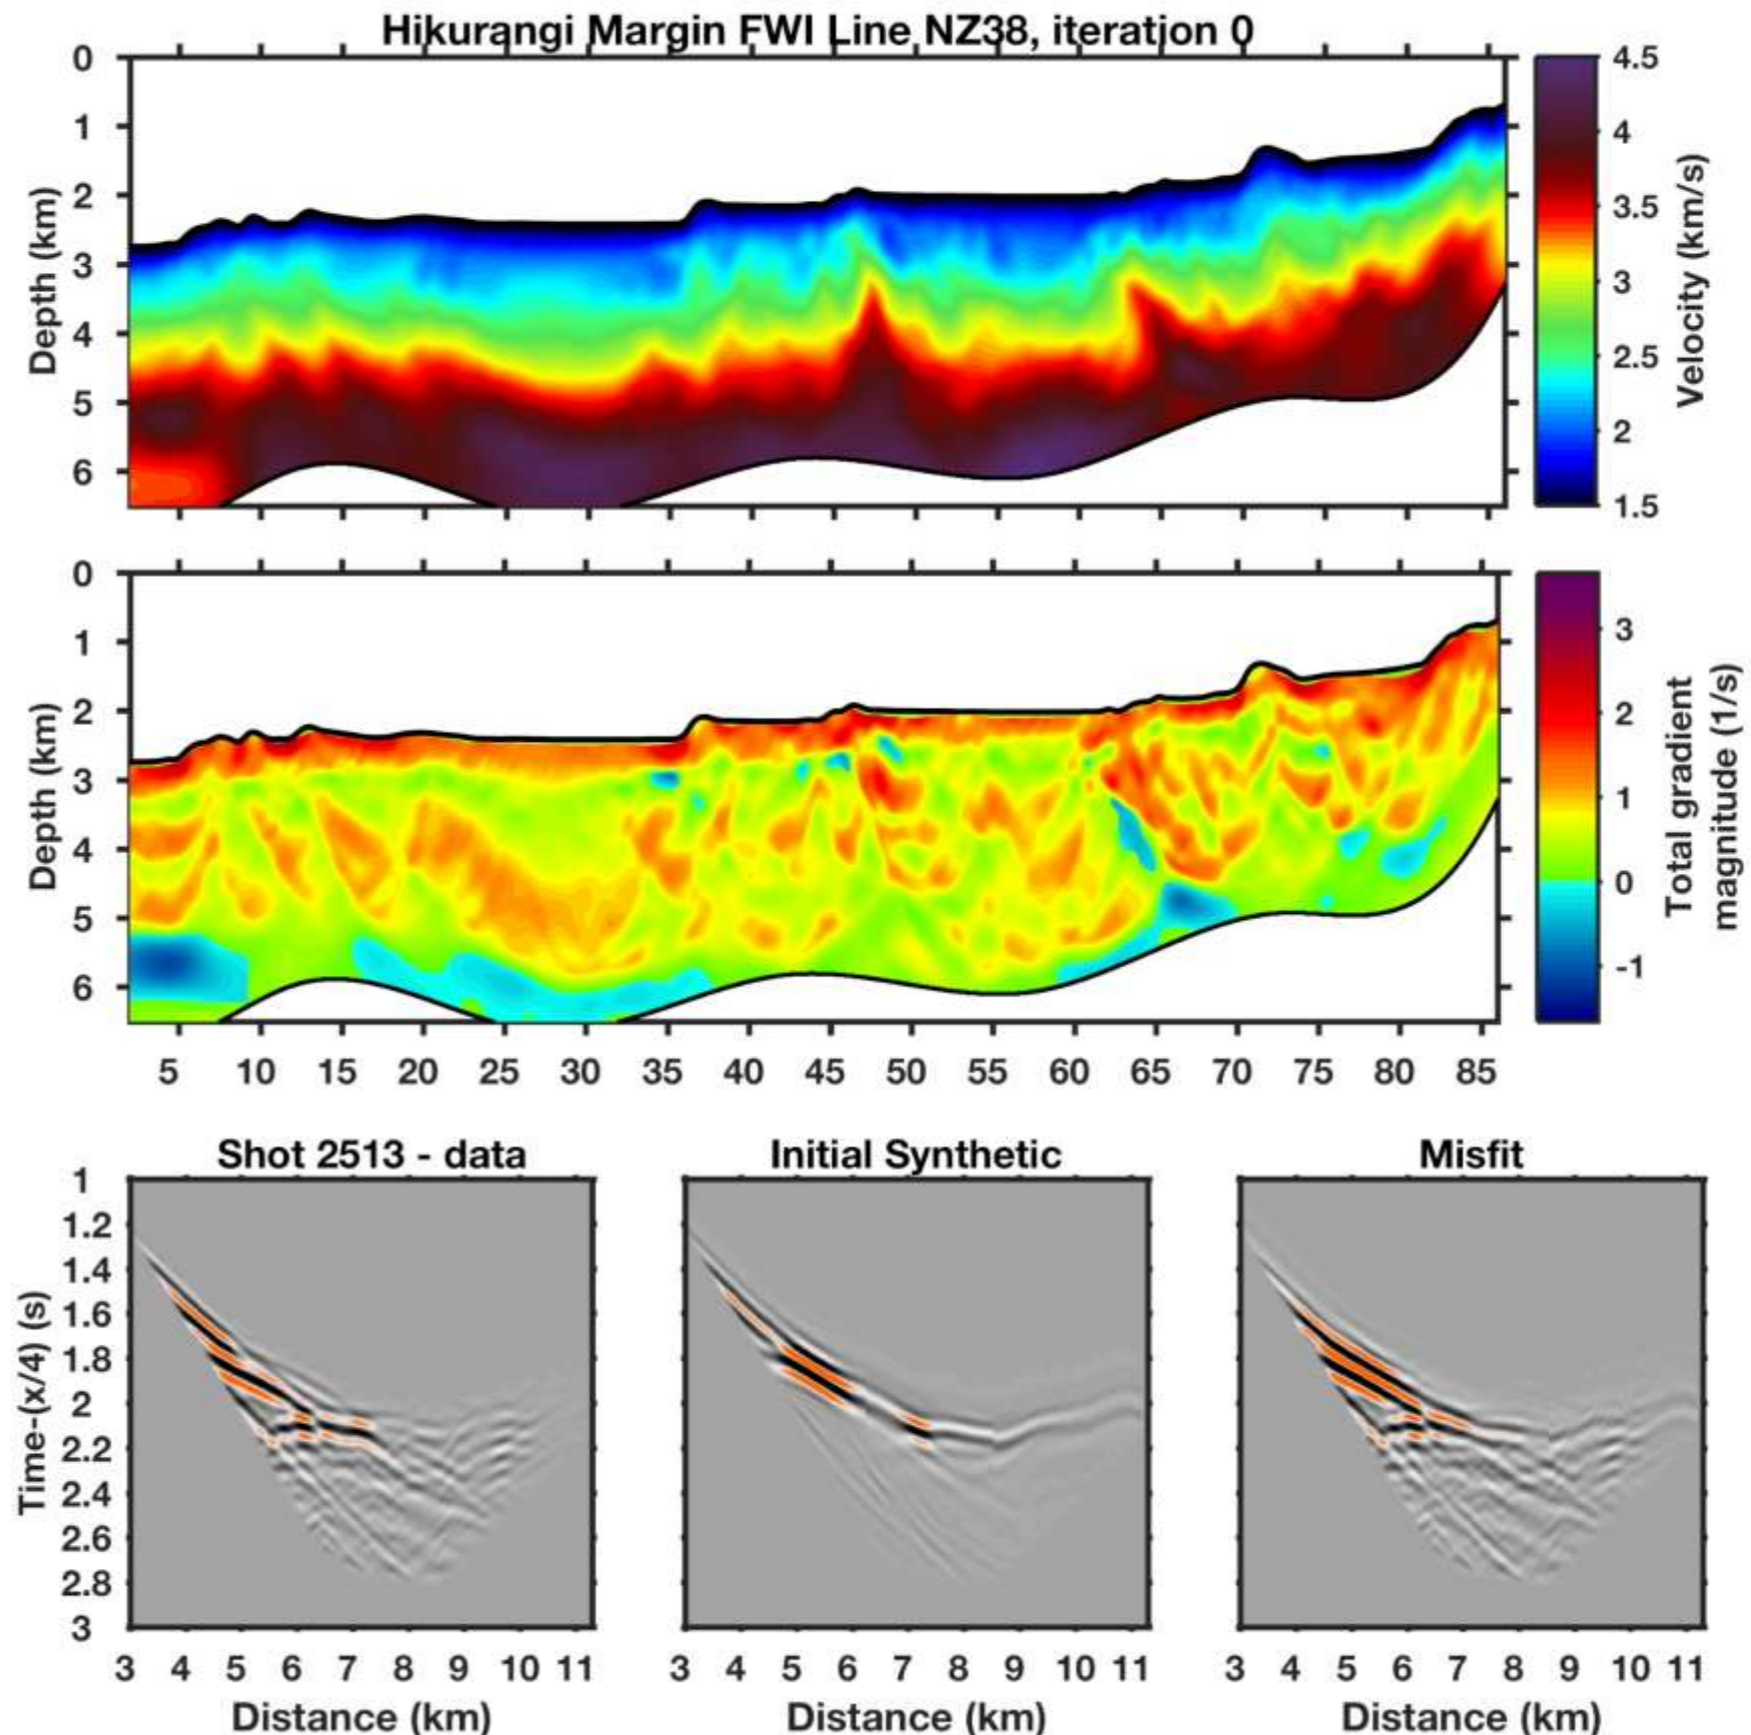 Hikurangi Margin FWI Line NZ38, iteration 0
0
1
2
3
4
5
6
Depth (km)
4.5
4
3.5
3
2.5
2
1.5
Velocity (km/s)
0
1
2
3
4
5
6
Depth (km)
5 10 15 20 25 30 35 40 45 50 55 60 65 70 75 80 85
3
2
1
0
-1
Total gradient
magnitude (1/s)
Shot 2513 - data
Initial Synthetic
Misfit
1
1.2
1.4
1.6
1.8
2
2.2
2.4
2.6
2.8
3
Time-(x/4) (s)
3 4 5 6 7 8 9 10 11
3 4 5 6 7 8 9 10 11
3 4 5 6 7 8 9 10 11
Distance (km)
Distance (km)
Distance (km)